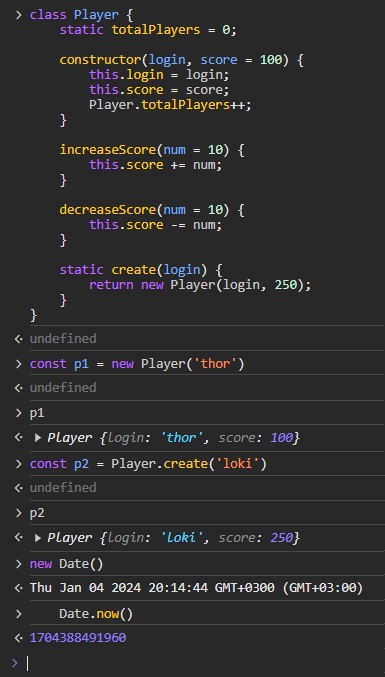 class Player {
    static totalPlayers = 0;

    constructor(login, score = 100) {
        this.login = login;
        this.score = score;
        Player.totalPlayers++;
    }

    increaseScore(num = 10) {
        this.score += num;
    }

    decreaseScore(num = 10) {
        this.score -= num;
    }

    static create(login) {
        return new Player(login, 250);
    }
}
undefined
const p1 = new Player('thor')
undefined
p1
Player {login: 'thor', score: 100}
const p2 = Player.create('loki')
undefined
p2
Player {login: 'loki', score: 250}
new Date()
Thu Jan 04 2024 20:14:44 GMT+0300 (GMT+03:00)
    Date.now()
1704388491960